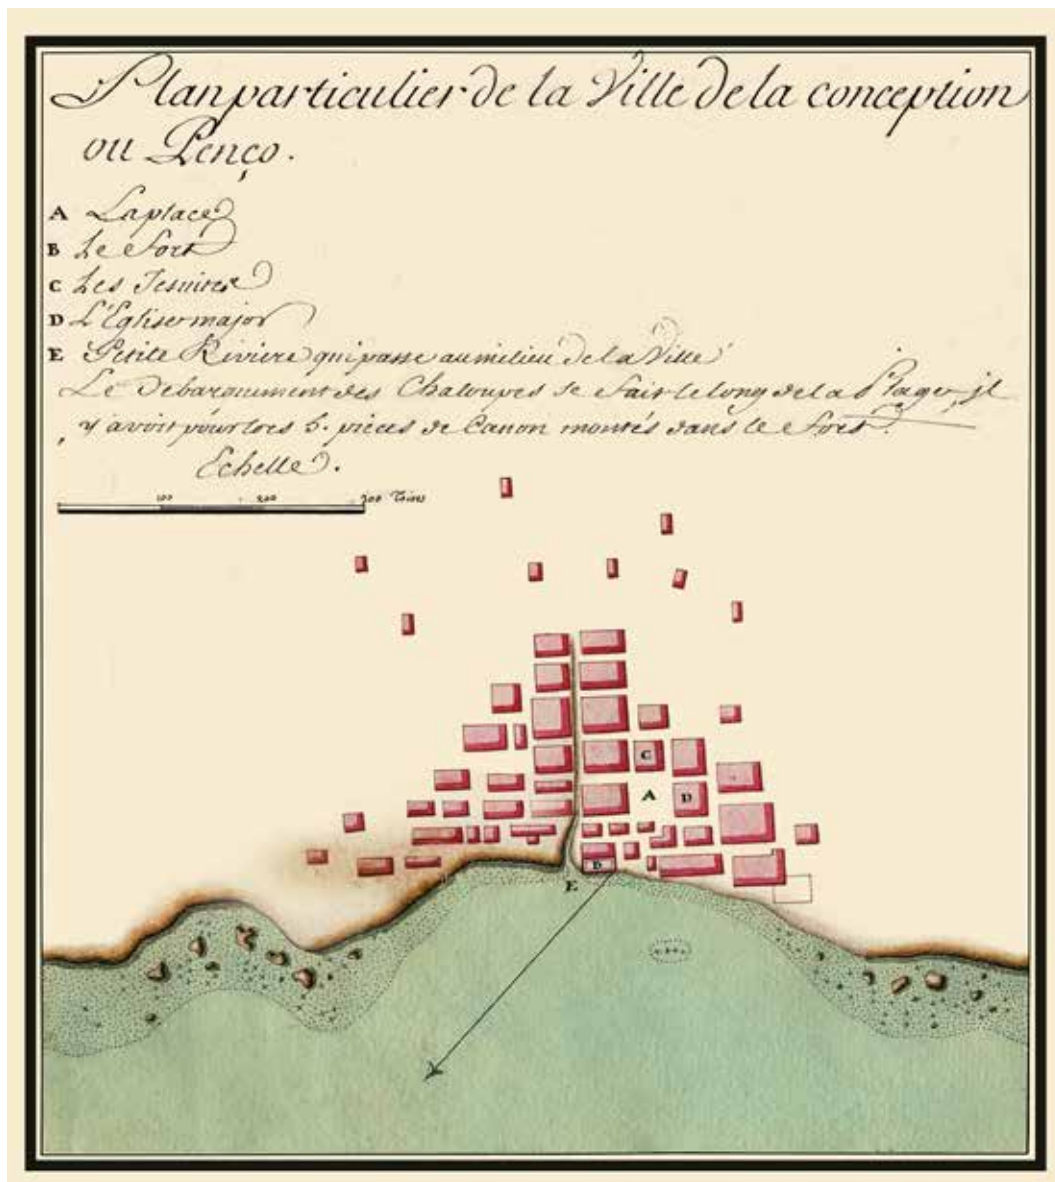 Plan particulier de la Ville de la conception
ou Penço.
A La place
B Le Fort
C Les Jesuites
D L'Eglise major
E Petite Riviere qui passe au milieu de la Ville
Le Debarquement des Chaloupes se fait le long de la Plage, jl
y avoit pour lors 5. pieces de Canon montés dans le Fort.
Echelle.
100 200 300 Toises
C
A D
B
E